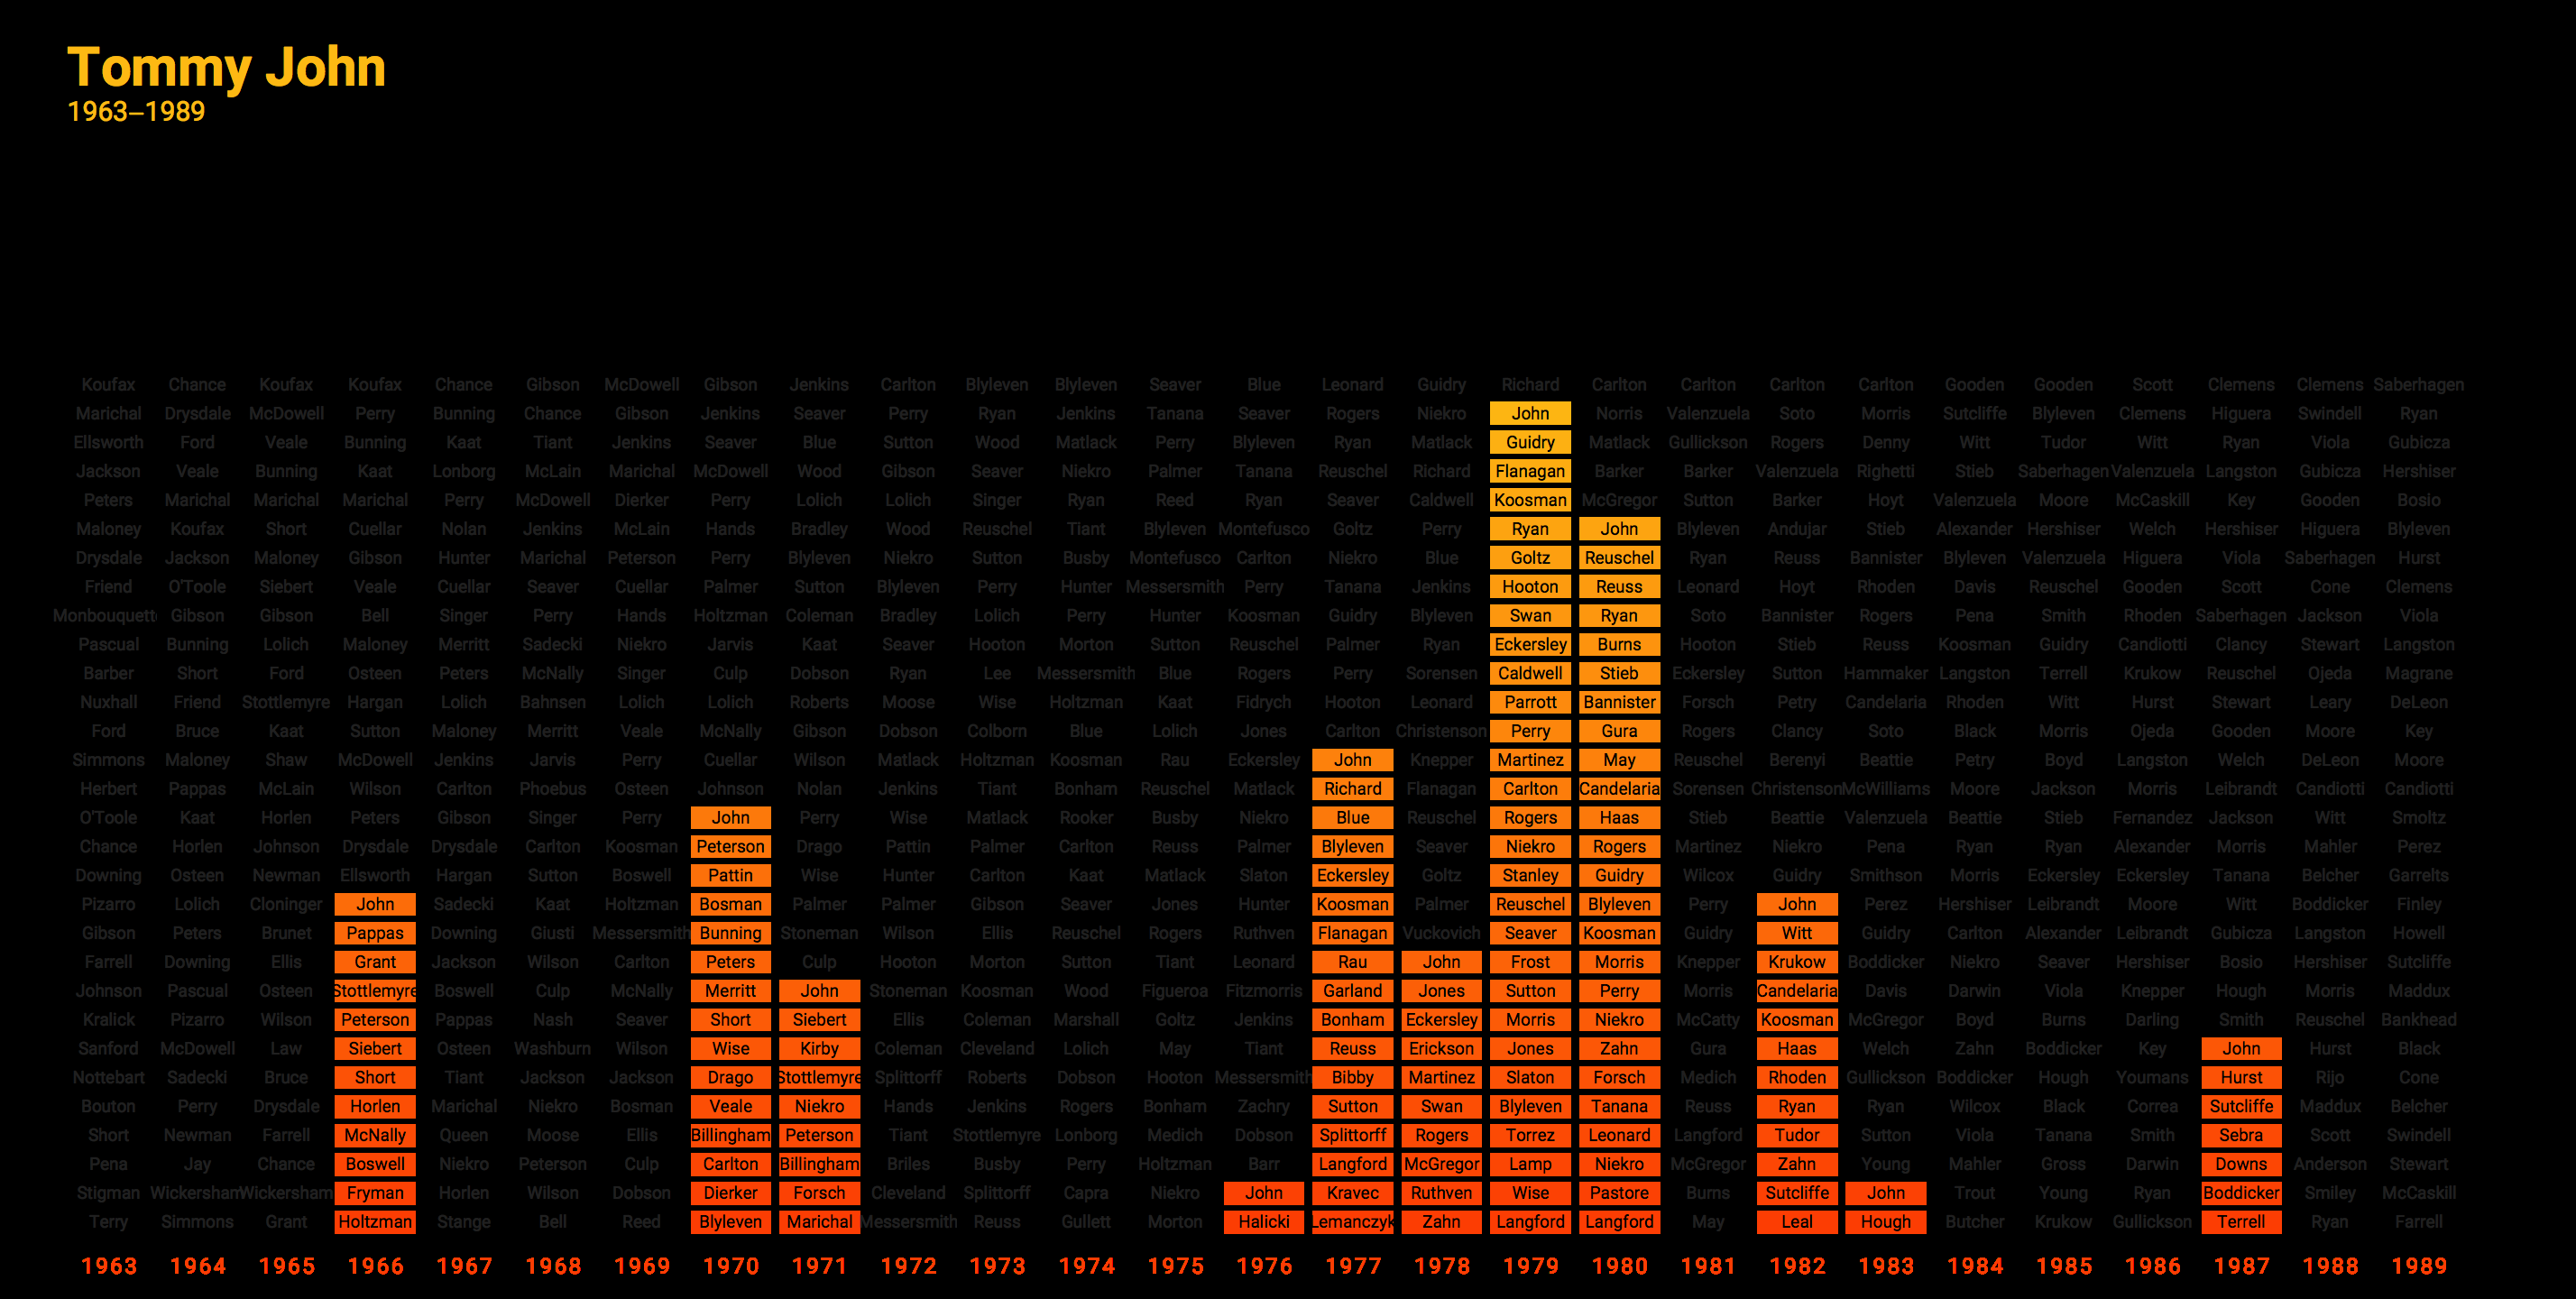 Tommy John
1963–1989
Koufax Chance Koufax Koufax Chance Gibson McDowell Gibson Jenkins Carlton Blyleven Blyleven Seaver Blue Leonard Guidry Richard Carlton Carlton Carlton Carlton Gooden Gooden Scott Clemens Clemens Saberhagen
Marichal Drysdale McDowell Perry Bunning Chance Gibson Jenkins Seaver Perry Ryan Jenkins Tanana Seaver Rogers Niekro John Norris Valenzuela Soto Morris Sutcliffe Blyleven Clemens Higuera Swindell Ryan
Ellsworth Ford Veale Bunning Kaat Tiant Jenkins Seaver Blue Sutton Wood Matlack Perry Blyleven Ryan Matlack Guidry Matlack Gullickson Rogers Denny Witt Tudor Witt Ryan Viola Gubicza
Jackson Veale Bunning Kaat Lonborg McLain Marichal McDowell Wood Gibson Seaver Niekro Palmer Tanana Reuschel Richard Flanagan Barker Barker Valenzuela Righetti Stieb Saberhagen Valenzuela Langston Gubicza Hershiser
Peters Marichal Marichal Marichal Perry McDowell Dierker Perry Lolich Lolich Singer Ryan Reed Ryan Seaver Caldwell Koosman McGregor Sutton Barker Hoyt Valenzuela Moore McCaskill Key Gooden Bosio
Maloney Koufax Short Cuellar Nolan Jenkins McLain Hands Bradley Wood Reuschel Tiant Blyleven Montefusco Goltz Perry Ryan John Blyleven Andujar Stieb Alexander Hershiser Welch Hershiser Higuera Blyleven
Drysdale Jackson Maloney Gibson Hunter Marichal Peterson Perry Blyleven Niekro Sutton Busby Montefusco Carlton Niekro Blue Goltz Reuschel Ryan Reuss Bannister Blyleven Valenzuela Higuera Viola Saberhagen Hurst
Friend O'Toole Siebert Veale Cuellar Seaver Cuellar Palmer Sutton Blyleven Perry Hunter Messersmith Perry Tanana Jenkins Hooton Reuss Leonard Hoyt Rhoden Davis Reuschel Gooden Scott Cone Clemens
Monbouquett Gibson Gibson Bell Singer Perry Hands Holtzman Coleman Bradley Lolich Perry Hunter Koosman Guidry Blyleven Swan Ryan Soto Bannister Rogers Pena Smith Rhoden Saberhagen Jackson Viola
Pascual Bunning Lolich Maloney Merritt Sadecki Niekro Jarvis Kaat Seaver Hooton Morton Sutton Reuschel Palmer Ryan Eckersley Burns Hooton Stieb Reuss Koosman Guidry Candiotti Clancy Stewart Langston
Barber Short Ford Osteen Peters McNally Singer Culp Dobson Ryan Lee Messersmith Blue Rogers Perry Sorensen Caldwell Stieb Eckersley Sutton Hammaker Langston Terrell Krukow Reuschel Ojeda Magrane
Nuxhall Friend Stottlemyre Hargan Lolich Bahnsen Lolich Lolich Roberts Moose Wise Holtzman Kaat Fidrych Hooton Leonard Parrott Bannister Forsch Petry Candelaria Rhoden Witt Hurst Stewart Leary DeLeon
Ford Bruce Kaat Sutton Maloney Merritt Veale McNally Gibson Dobson Colborn Blue Lolich Jones Carlton Christenson Perry Gura Rogers Clancy Soto Black Morris Ojeda Gooden Moore Key
Simmons Maloney Shaw McDowell Jenkins Jarvis Perry Cuellar Wilson Matlack Holtzman Koosman Rau Eckersley John Knepper Martinez May Reuschel Berenyi Beattie Petry Boyd Langston Welch DeLeon Moore
Herbert Pappas McLain Wilson Carlton Phoebus Osteen Johnson Nolan Jenkins Tiant Bonham Reuschel Matlack Richard Flanagan Carlton Candelaria Sorensen Christenson McWilliams Moore Jackson Morris Leibrandt Candiotti Candiotti
O'Toole Kaat Horlen Peters Gibson Singer Perry John Perry Wise Matlack Rooker Busby Niekro Blue Reuschel Rogers Haas Stieb Beattie Valenzuela Beattie Stieb Fernandez Jackson Witt Smoltz
Chance Horlen Johnson Drysdale Drysdale Carlton Koosman Peterson Drago Pattin Palmer Carlton Reuss Palmer Blyleven Seaver Niekro Rogers Martinez Niekro Pena Ryan Ryan Alexander Morris Mahler Perez
Downing Osteen Newman Ellsworth Hargan Sutton Boswell Pattin Wise Hunter Carlton Kaat Matlack Slaton Eckersley Goltz Stanley Guidry Wilcox Guidry Smithson Morris Eckersley Eckersley Tanana Belcher Garrelts
Pizarro Lolich Cloninger John Sadecki Kaat Holtzman Bosman Palmer Palmer Gibson Seaver Jones Hunter Koosman Palmer Reuschel Blyleven Perry John Perez Hershiser Leibrandt Moore Witt Boddicker Finley
Gibson Peters Brunet Pappas Downing Giusti Messersmith Bunning Stoneman Wilson Ellis Reuschel Rogers Ruthven Flanagan Vuckovich Seaver Koosman Guidry Witt Guidry Carlton Alexander Leibrandt Gubicza Langston Howell
Farrell Downing Ellis Grant Jackson Wilson Carlton Peters Culp Hooton Morton Sutton Tiant Leonard Rau John Frost Morris Knepper Krukow Boddicker Niekro Seaver Hershiser Bosio Hershiser Sutcliffe
Johnson Pascual Osteen Stottlemyre Boswell Culp McNally Merritt John Stoneman Koosman Wood Figueroa Fitzmorris Garland Jones Sutton Perry Morris Candelaria Davis Darwin Viola Knepper Hough Morris Maddux
Kralick Pizarro Wilson Peterson Pappas Nash Seaver Short Siebert Ellis Coleman Marshall Goltz Jenkins Bonham Eckersley Morris Niekro McCatty Koosman McGregor Boyd Burns Darling Smith Reuschel Bankhead
Sanford McDowell Law Siebert Osteen Washburn Wilson Wise Kirby Coleman Cleveland Lolich May Tiant Reuss Erickson Jones Zahn Gura Haas Welch Zahn Boddicker Key John Hurst Black
Nottebart Sadecki Bruce Short Tiant Jackson Jackson Drago Stottlemyre Splittorff Roberts Dobson Hooton Messersmith Bibby Martinez Slaton Forsch Medich Rhoden Gullickson Boddicker Hough Youmans Hurst Rijo Cone
Bouton Perry Drysdale Horlen Marichal Niekro Bosman Veale Niekro Hands Jenkins Rogers Bonham Zachry Sutton Swan Blyleven Tanana Reuss Ryan Ryan Wilcox Black Correa Sutcliffe Maddux Belcher
Short Newman Farrell McNally Queen Moose Ellis Billingham Peterson Tiant Stottlemyre Lonborg Medich Dobson Splittorff Rogers Torrez Leonard Langford Tudor Sutton Viola Tanana Smith Sebra Scott Swindell
Pena Jay Chance Boswell Niekro Peterson Culp Carlton Billingham Briles Busby Perry Holtzman Barr Langford McGregor Lamp Niekro McGregor Zahn Young Mahler Gross Darwin Downs Anderson Stewart
Stigman Wickersham Wickersham Fryman Horlen Wilson Dobson Dierker Forsch Cleveland Splittorff Capra Niekro John Kravec Ruthven Wise Pastore Burns Sutcliffe John Trout Young Ryan Boddicker Smiley McCaskill
Terry Simmons Grant Holtzman Stange Bell Reed Blyleven Marichal Messersmith Reuss Gullett Morton Halicki Lemanczyk Zahn Langford Langford May Leal Hough Butcher Krukow Gullickson Terrell Ryan Farrell
1963 1964 1965 1966 1967 1968 1969 1970 1971 1972 1973 1974 1975 1976 1977 1978 1979 1980 1981 1982 1983 1984 1985 1986 1987 1988 1989